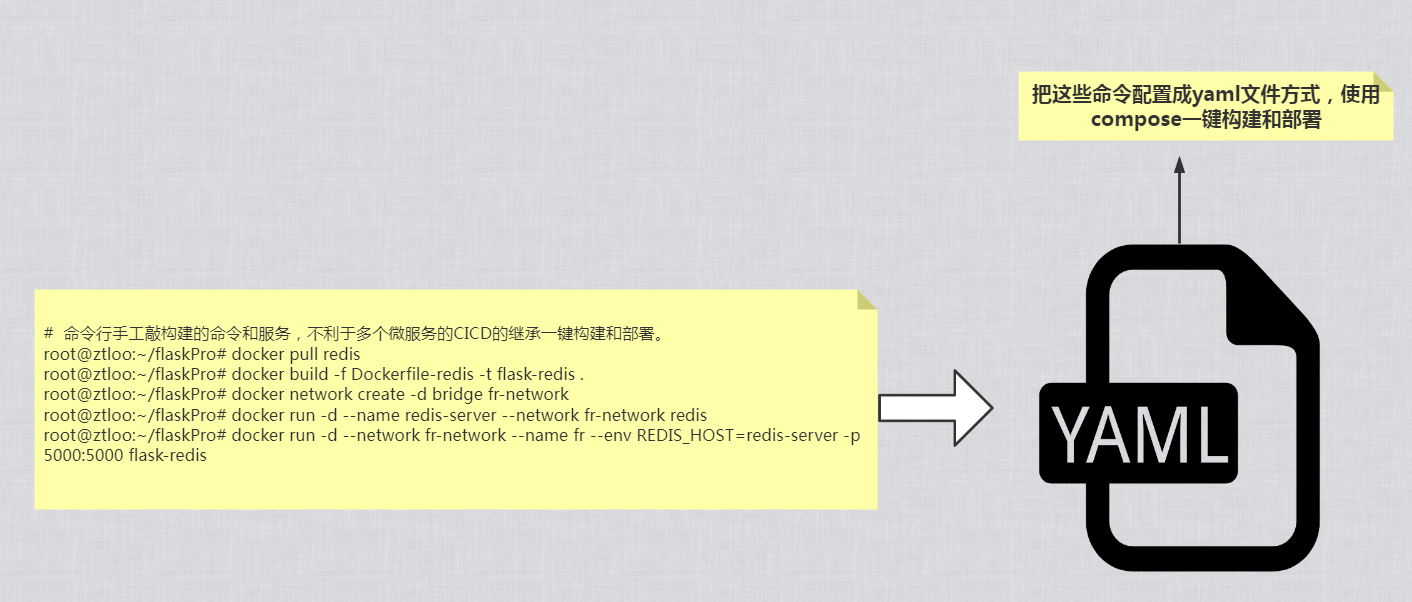 把这些命令配置成yaml文件方式，使用
compose一键构建和部署
# 命令行手工敲构建的命令和服务，不利于多个微服务的CICD的继承一键构建和部署。
root@ztloo:~/flaskPro# docker pull redis
root@ztloo:~/flaskPro# docker build -f Dockerfile-redis -t flask-redis .
root@ztloo:~/flaskPro# docker network create -d bridge fr-network
root@ztloo:~/flaskPro# docker run -d --name redis-server --network fr-network redis
root@ztloo:~/flaskPro# docker run -d --network fr-network --name fr --env REDIS_HOST=redis-server -p
5000:5000 flask-redis
YAML